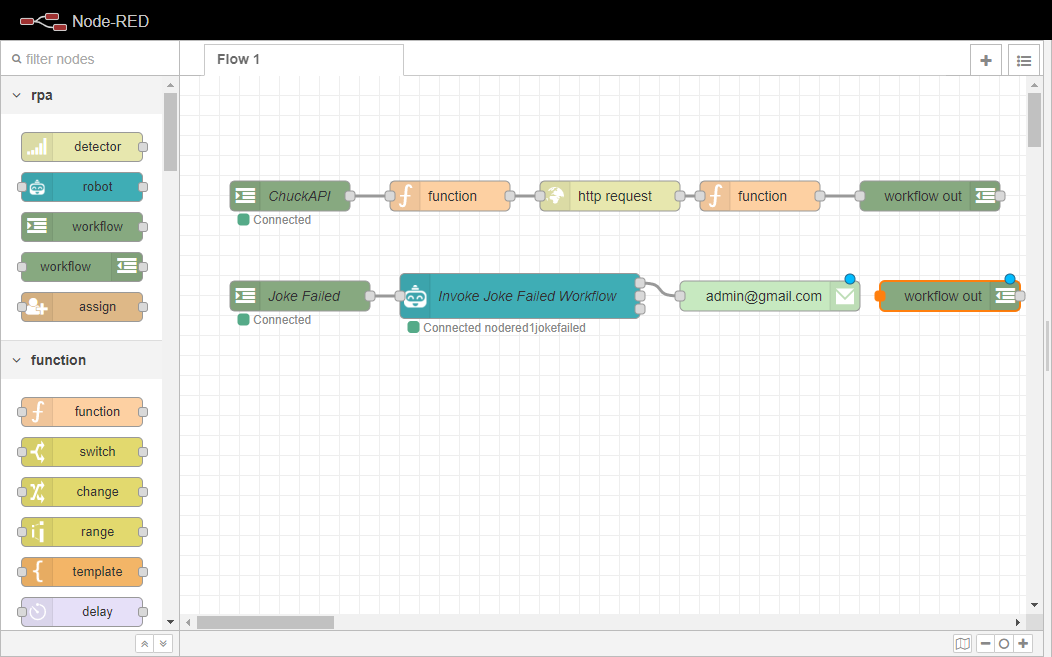 Node-RED
filter nodes
Flow 1
rpa
detector
robot
workflow
workflow
assign
function
function
switch
change
range
template
delay
ChuckAPI
function
http request
function
workflow out
Connected
Joke Failed
Invoke Joke Failed Workflow
admin@gmail.com
workflow out
Connected
Connected nodered1jokefailed